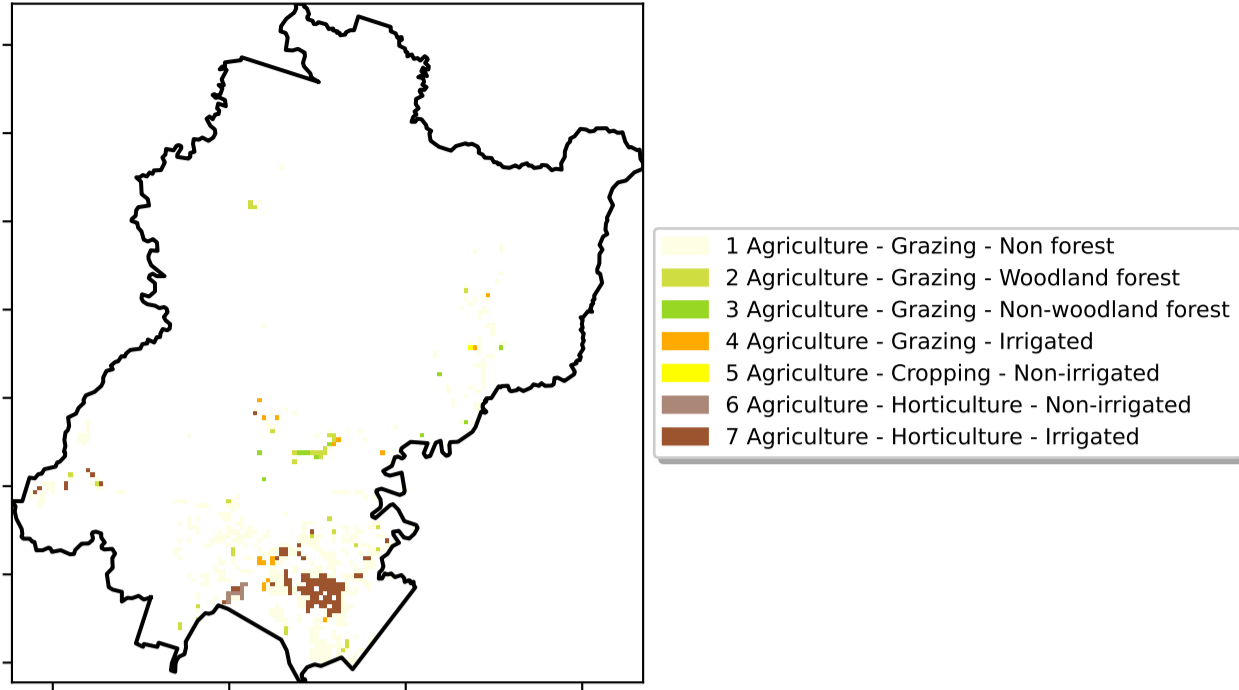 1 Agriculture - Grazing - Non forest
2 Agriculture - Grazing - Woodland forest
3 Agriculture - Grazing - Non-woodland forest
4 Agriculture - Grazing - Irrigated
5 Agriculture - Cropping - Non-irrigated
6 Agriculture - Horticulture - Non-irrigated
7 Agriculture - Horticulture - Irrigated